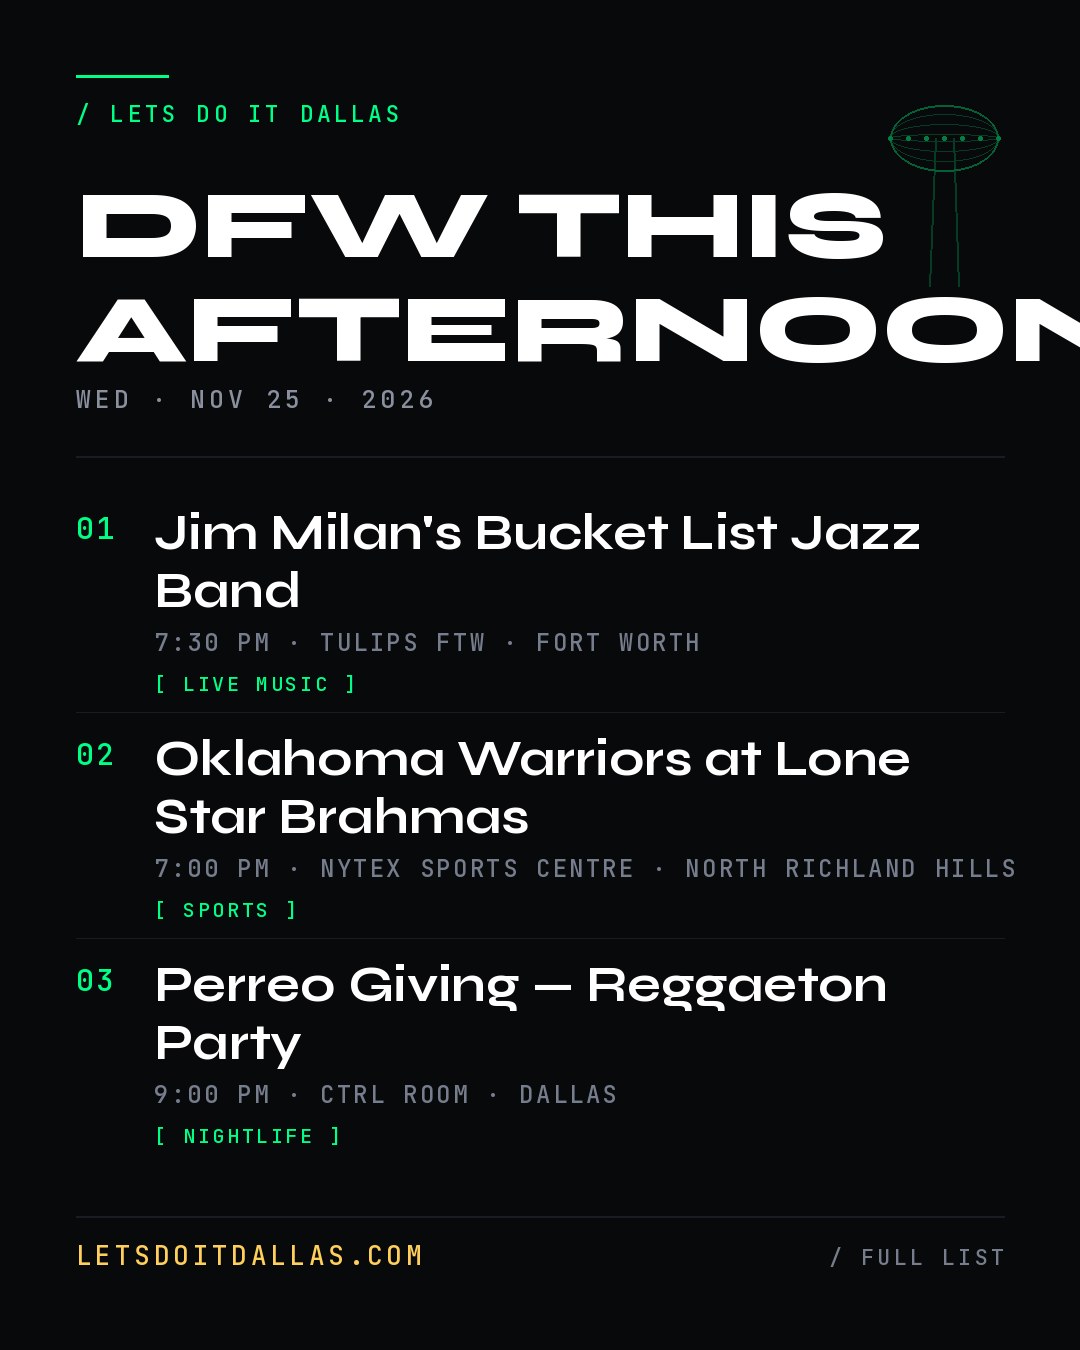 / LETS DO IT DALLAS
DFW THIS
AFTERNOON
WED · NOV 25 · 2026
01
Jim Milan's Bucket List Jazz
Band
7:30 PM · TULIPS FTW · FORT WORTH
[ LIVE MUSIC ]
02
Oklahoma Warriors at Lone
Star Brahmas
7:00 PM · NYTEX SPORTS CENTRE · NORTH RICHLAND HILLS
[ SPORTS ]
03
Perreo Giving — Reggaeton
Party
9:00 PM · CTRL ROOM · DALLAS
[ NIGHTLIFE ]
LETSDOITDALLAS.COM
/ FULL LIST